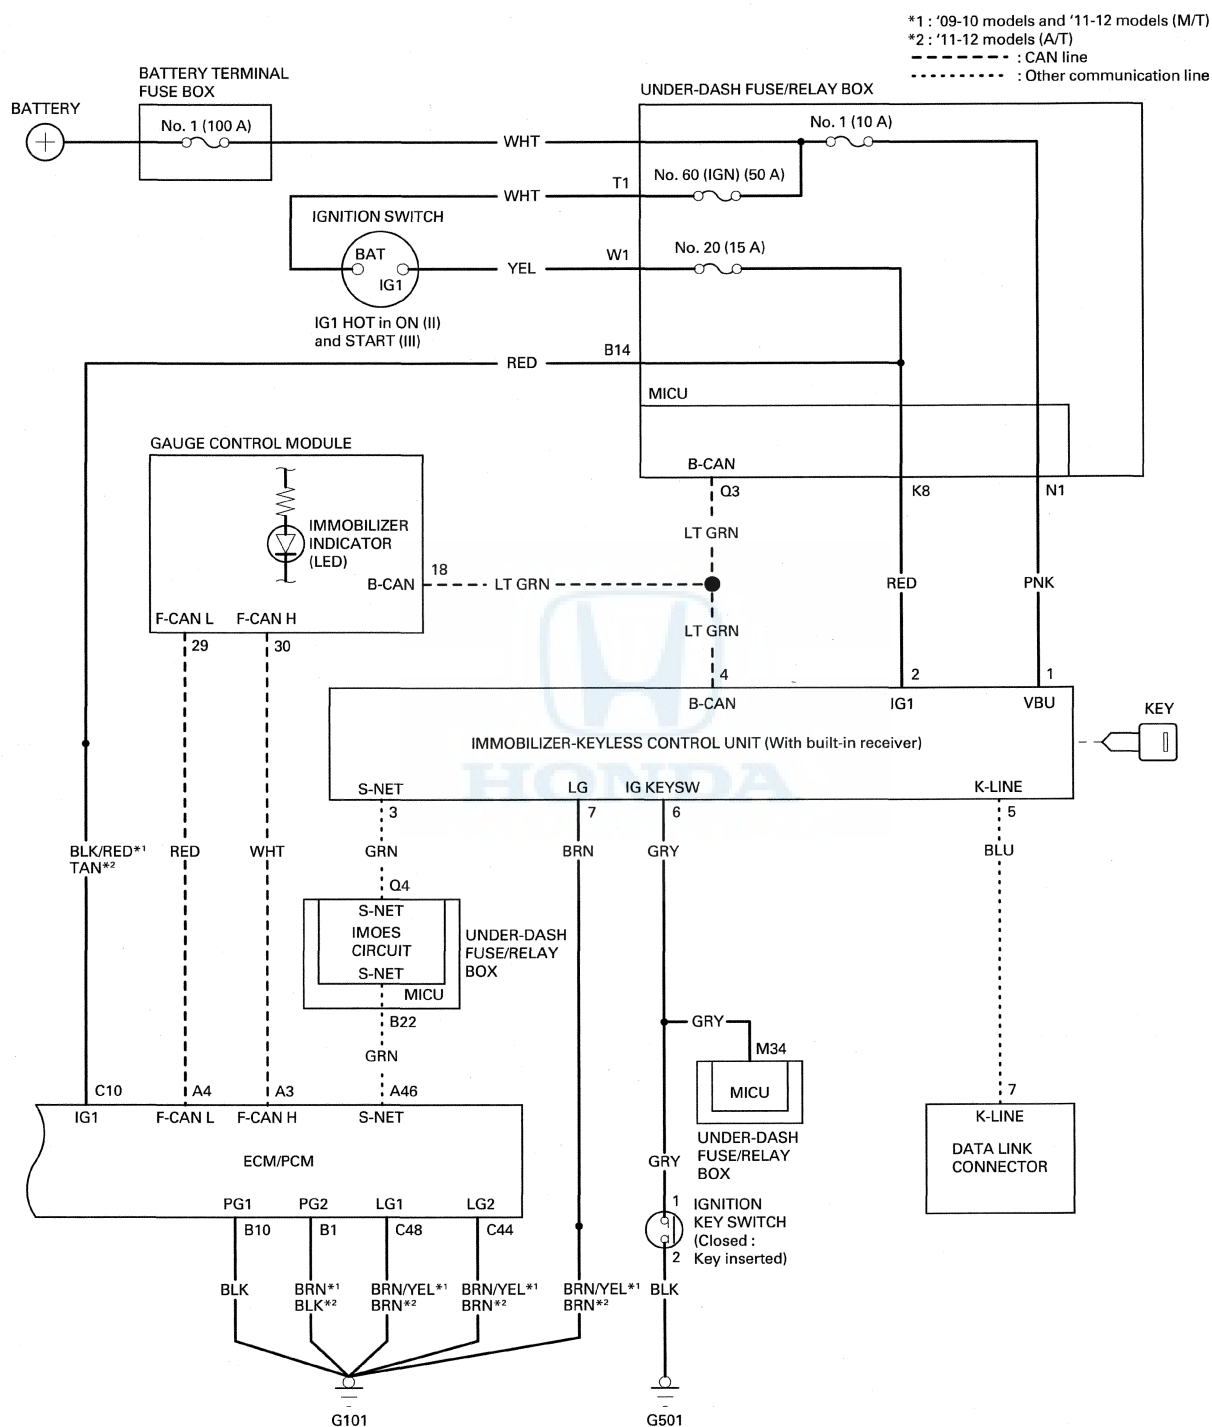 *1 : '09-10 models and '11-12 models (M/T)
*2 : '11-12 models (A/T)
: CAN line
: Other communication line
BATTERY TERMINAL
FUSE BOX
BATTERY
No. 1 (100 A)
WHT
UNDER-DASH FUSE/RELAY BOX
No. 1 (10 A)
No. 60 (IGN) (50 A)
T1
WHT
IGNITION SWITCH
BAT
IG1
YEL
W1
No. 20 (15 A)
IG1 HOT in ON (II)
and START (III)
RED
B14
MICU
B-CAN
Q3
K8
N1
GAUGE CONTROL MODULE
IMMOBILIZER
INDICATOR
(LED)
B-CAN
18
LT GRN
LT GRN
LT GRN
RED
PNK
F-CAN L
F-CAN H
29
30
4
2
1
B-CAN
IG1
VBU
KEY
IMMOBILIZER-KEYLESS CONTROL UNIT (With built-in receiver)
HONDA
S-NET
LG
IG KEYSW
K-LINE
3
7
6
5
BLK/RED*1
TAN*2
RED
WHT
GRN
BRN
GRY
BLU
Q4
S-NET
IMOES
CIRCUIT
S-NET
MICU
UNDER-DASH
FUSE/RELAY
BOX
B22
GRN
GRY
M34
MICU
UNDER-DASH
FUSE/RELAY
BOX
C10
A4
A3
A46
IG1
F-CAN L
F-CAN H
S-NET
ECM/PCM
PG1
PG2
LG1
LG2
B10
B1
C48
C44
7
K-LINE
DATA LINK
CONNECTOR
GRY
1
IGNITION
KEY SWITCH
(Closed :
Key inserted)
2
BLK
BRN*1
BLK*2
BRN/YEL*1
BRN*2
BRN/YEL*1
BRN*2
BRN/YEL*1
BRN*2
BLK
G101
G501